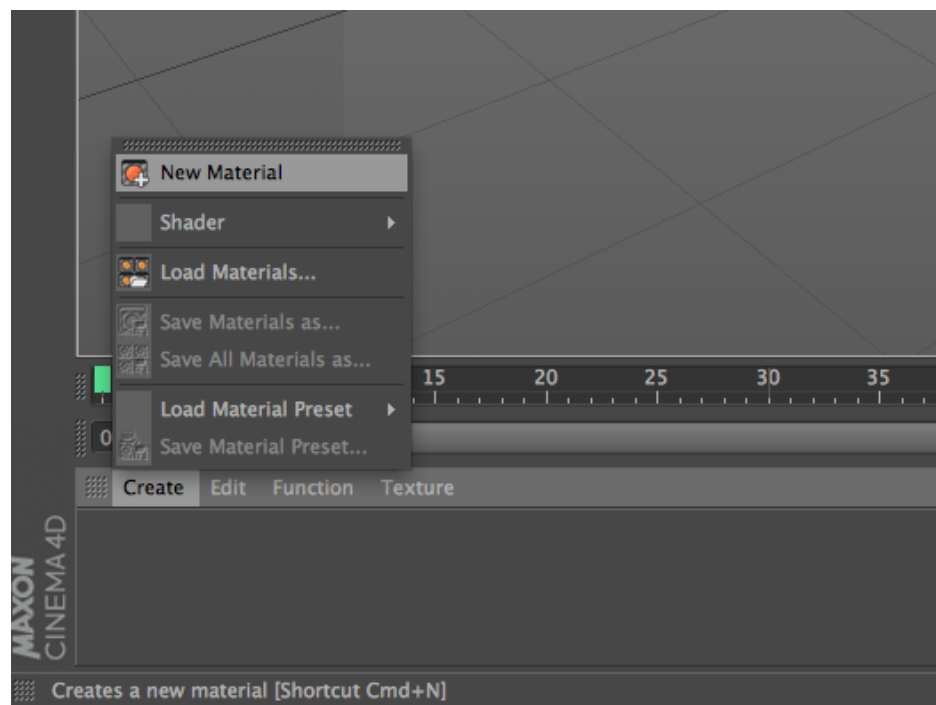 New Material
Shader
Load Materials...
Save Materials as...
Save All Materials as...
15 20 25 30 35
Load Material Preset
0
Save Material Preset...
Create Edit Function Texture
MAXON
CINEMA 4D
Creates a new material [Shortcut Cmd+N]